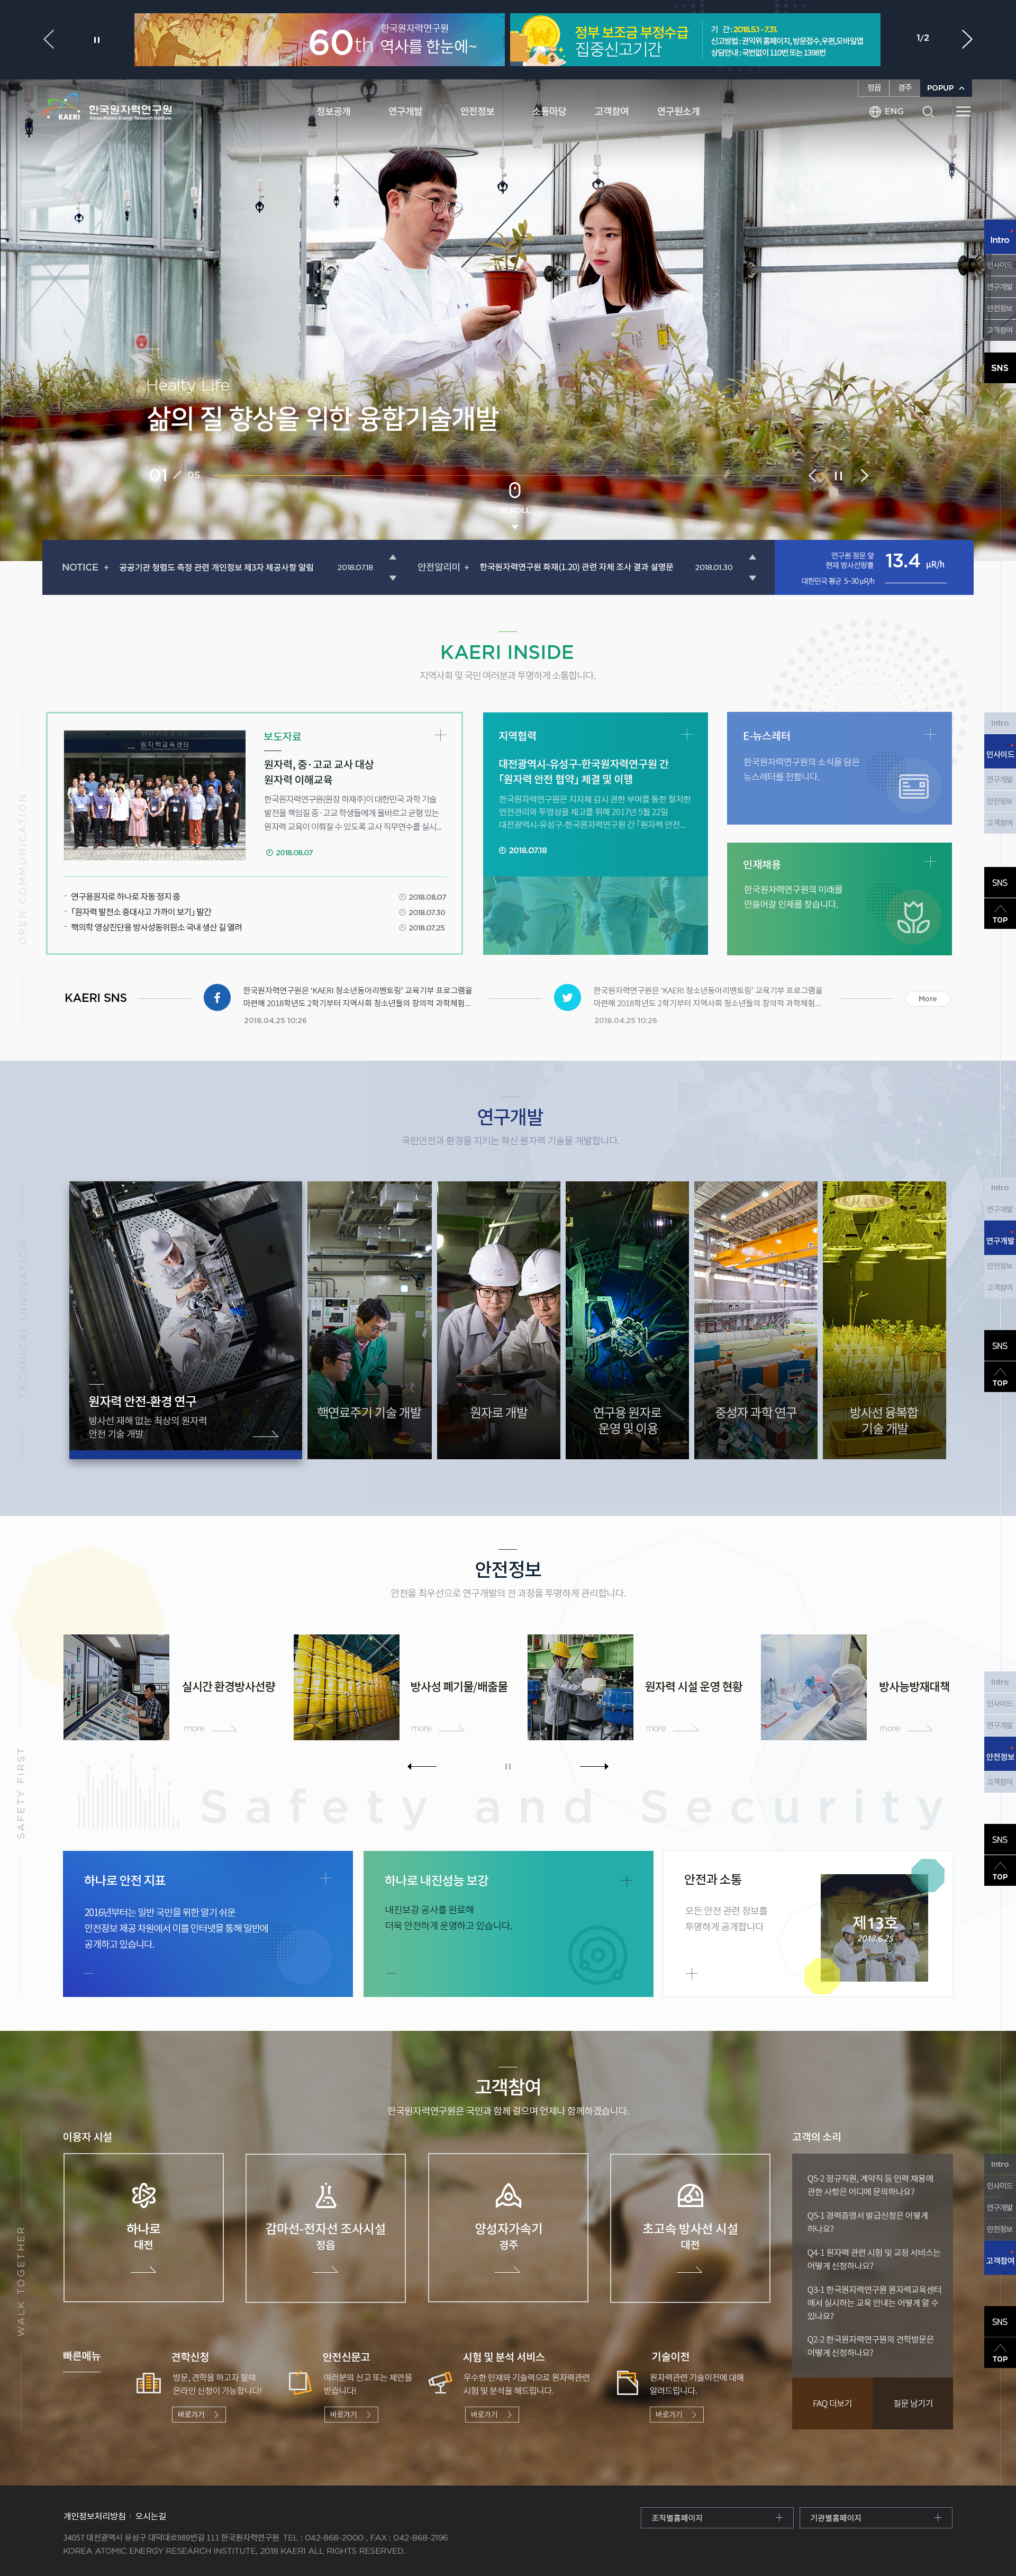 60th
한국원자력연구원
역사를 한눈에~
정부 보조금 부정수급
집중신고기간
기 간 : 2018.5.1 ~7.31.
신고방법 : 권익위 홈페이지, 방문접수,우편,모바일앱
상담안내 : 국번없이 110번 또는 1398번
1/2
정읍
경주
POPUP
KAERI
한국원자력연구원
Korea Atomic Energy Research Institute
정보공개
연구개발
안전정보
소통마당
고객참여
연구원소개
ENG
Intro
인사이드
연구개발
안전정보
고객참여
SNS
Healty Life
삶의 질 향상을 위한 융합기술개발
01 / 05
SCROLL
NOTICE +
공공기관 청렴도 측정 관련 개인정보 제3자 제공사항 알림
2018.07.18
안전알리미 +
한국원자력연구원 화재(1.20) 관련 자체 조사 결과 설명문
2018.01.30
연구원 정문 앞
현재 방사선량률
13.4 μR/h
대한민국 평균 5~30 μR/h
KAERI INSIDE
지역사회 및 국민 여러분과 투명하게 소통합니다.
OPEN COMMUNICATION
원자력교육센터
보도자료
원자력, 중·고교 교사 대상
원자력 이해교육
한국원자력연구원(원장 하재주)이 대한민국 과학 기술
발전을 책임질 중·고교 학생들에게 올바르고 균형 있는
원자력 교육이 이뤄질 수 있도록 교사 직무연수를 실시...
2018.08.07
- 연구용원자로 하나로 자동 정지 중
2018.08.07
- 「원자력 발전소 중대사고 가까이 보기」 발간
2018.07.30
- 핵의학 영상진단용 방사성동위원소 국내 생산 길 열려
2018.07.25
지역협력
대전광역시-유성구-한국원자력연구원 간
「원자력 안전 협약」 체결 및 이행
한국원자력연구원은 지자체 감시 권한 부여를 통한 철저한
안전관리와 투명성을 제고를 위해 2017년 5월 22일
대전광역시-유성구-한국원자력연구원 간 「원자력 안전...
2018.07.18
E-뉴스레터
한국원자력연구원의 소식을 담은
뉴스레터를 전합니다.
인재채용
한국원자력연구원의 미래를
만들어갈 인재를 찾습니다.
Intro
인사이드
연구개발
안전정보
고객참여
SNS
TOP
KAERI SNS
한국원자력연구원은 'KAERI 청소년동아리멘토링' 교육기부 프로그램을
마련해 2018학년도 2학기부터 지역사회 청소년들의 창의적 과학체험...
2018.04.25 10:26
한국원자력연구원은 'KAERI 청소년동아리멘토링' 교육기부 프로그램을
마련해 2018학년도 2학기부터 지역사회 청소년들의 창의적 과학체험...
2018.04.25 10:26
More
연구개발
국민안전과 환경을 지키는 혁신 원자력 기술을 개발합니다.
TECHNICAL INNOVATION
원자력 안전-환경 연구
방사선 재해 없는 최상의 원자력
안전 기술 개발
핵연료주기 기술 개발
원자로 개발
연구용 원자로
운영 및 이용
중성자 과학 연구
방사선 융복합
기술 개발
Intro
연구개발
연구개발
안전정보
고객참여
SNS
TOP
안전정보
안전을 최우선으로 연구개발의 전 과정을 투명하게 관리합니다.
SAFETY FIRST
실시간 환경방사선량
more
방사성 폐기물/배출물
more
원자력 시설 운영 현황
more
방사능방재대책
more
Safety and Security
Intro
인사이드
연구개발
안전정보
고객참여
SNS
TOP
하나로 안전 지표
2016년부터는 일반 국민을 위한 알기 쉬운
안전정보 제공 차원에서 이를 인터넷을 통해 일반에
공개하고 있습니다.
하나로 내진성능 보강
내진보강 공사를 완료해
더욱 안전하게 운영하고 있습니다.
안전과 소통
모든 안전 관련 정보를
투명하게 공개합니다
제13호
2018.6.25
고객참여
한국원자력연구원은 국민과 함께 걸으며 언제나 함께하겠습니다.
WALK TOGETHER
이용자 시설
하나로
대전
감마선-전자선 조사시설
정읍
양성자가속기
경주
초고속 방사선 시설
대전
고객의 소리
Q5-2 정규직원, 계약직 등 인력 채용에
관한 사항은 어디에 문의하나요?
Q5-1 경력증명서 발급신청은 어떻게
하나요?
Q4-1 원자력 관련 시험 및 교정 서비스는
어떻게 신청하나요?
Q3-1 한국원자력연구원 원자력교육센터
에서 실시하는 교육 안내는 어떻게 알 수
있나요?
Q2-2 한국원자력연구원의 견학방문은
어떻게 신청하나요?
FAQ 더보기
질문 남기기
Intro
인사이드
연구개발
안전정보
고객참여
SNS
TOP
빠른메뉴
견학신청
방문, 견학을 하고자 할때
온라인 신청이 가능합니다!
바로가기
안전신문고
여러분의 신고 또는 제안을
받습니다!
바로가기
시험 및 분석 서비스
우수한 인재와 기술력으로 원자력관련
시험 및 분석을 해드립니다.
바로가기
기술이전
원자력관련 기술이전에 대해
알려드립니다.
바로가기
개인정보처리방침 | 오시는길
34057 대전광역시 유성구 대덕대로989번길 111 한국원자력연구원 TEL : 042-868-2000 , FAX : 042-868-2196
KOREA ATOMIC ENERGY RESEARCH INSTITUTE, 2018 KAERI ALL RIGHTS RESERVED.
조직별홈페이지
기관별홈페이지